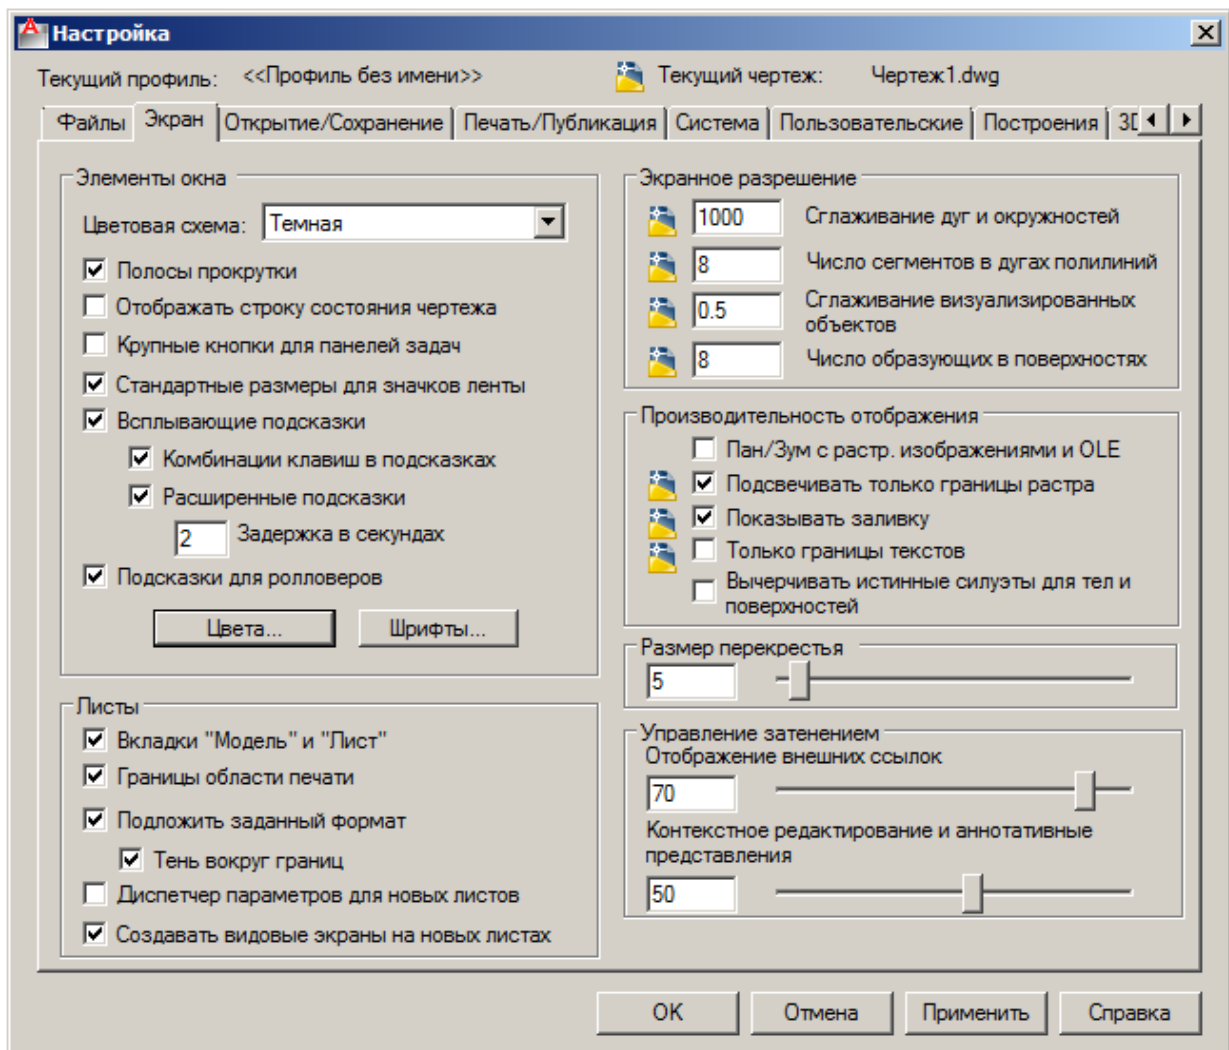 Настройка
Текущий профиль: <<Профиль без имени>> Текущий чертеж: Чертеж1.dwg
Файлы Экран Открытие/Сохранение Печать/Публикация Система Пользовательские Построения 3D
Элементы окна
Цветовая схема: Темная
Полосы прокрутки
Отображать строку состояния чертежа
Крупные кнопки для панелей задач
Стандартные размеры для значков ленты
Всплывающие подсказки
Комбинации клавиш в подсказках
Расширенные подсказки
2 Задержка в секундах
Подсказки для ролловеров
Цвета... Шрифты...
Листы
Вкладки "Модель" и "Лист"
Границы области печати
Подложить заданный формат
Тень вокруг границ
Диспетчер параметров для новых листов
Создавать видовые экраны на новых листах
Экранное разрешение
1000 Сглаживание дуг и окружностей
8 Число сегментов в дугах полилиний
0.5 Сглаживание визуализированных
объектов
8 Число образующих в поверхностях
Производительность отображения
Пан/Зум с растр. изображениями и OLE
Подсвечивать только границы растра
Показывать заливку
Только границы текстов
Вычерчивать истинные силуэты для тел и
поверхностей
Размер перекрестья
5
Управление затенением
Отображение внешних ссылок
70
Контекстное редактирование и аннотативные
представления
50
OK Отмена Применить Справка